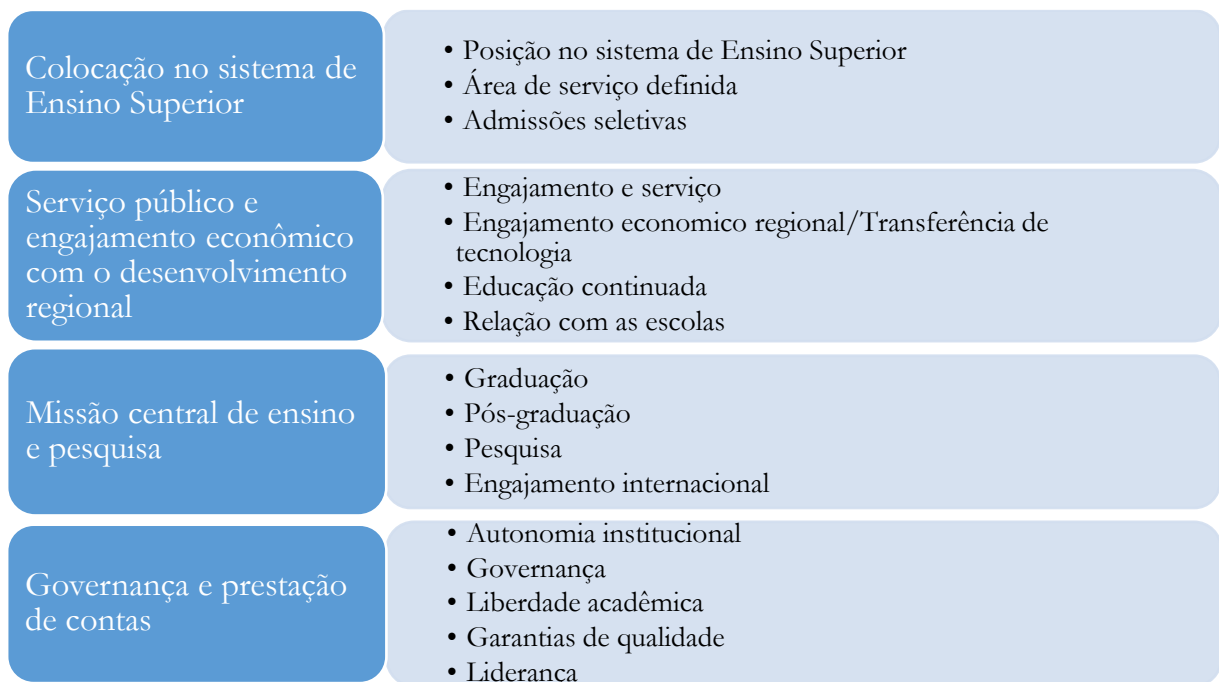 Colocação no sistema de
Ensino Superior
• Posição no sistema de Ensino Superior
• Área de serviço definida
• Admissões seletivas
Serviço público e
engajamento econômico
com o desenvolvimento
regional
• Engajamento e serviço
• Engajamento economico regional/Transferência de
tecnologia
• Educação continuada
• Relação com as escolas
Missão central de ensino
e pesquisa
• Graduação
• Pós-graduação
• Pesquisa
• Engajamento internacional
Governança e prestação
de contas
• Autonomia institucional
• Governança
• Liberdade acadêmica
• Garantias de qualidade
• Liderança